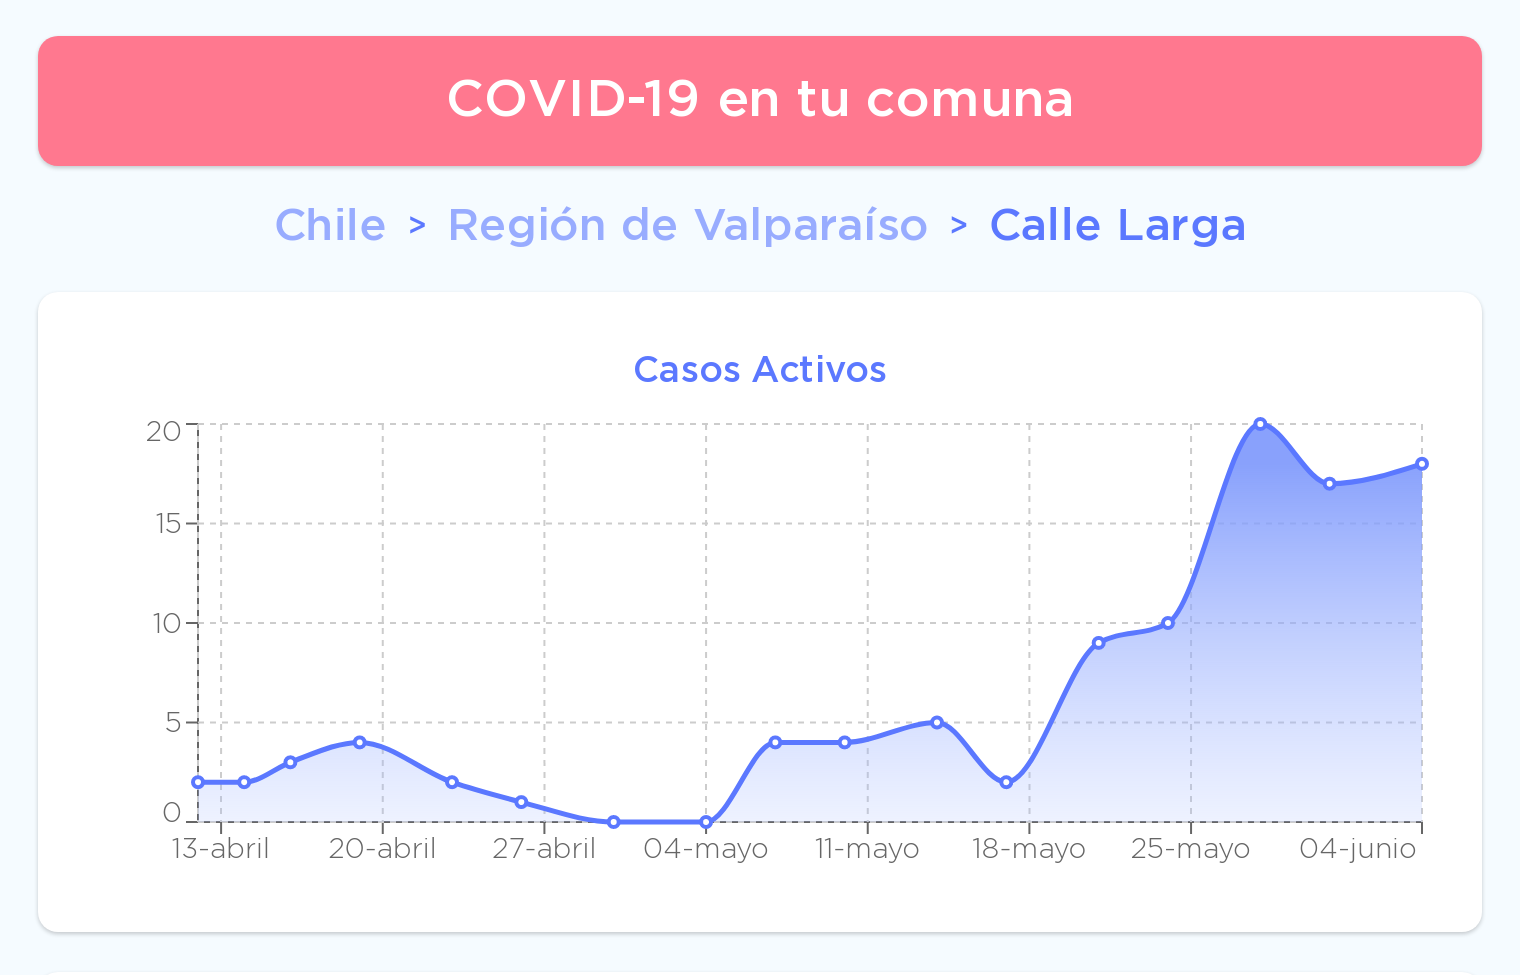 COVID-19 en tu comuna
Chile > Región de Valparaíso > Calle Larga
Casos Activos
20
15
10
5
0
13-abril 20-abril 27-abril 04-mayo 11-mayo 18-mayo 25-mayo 04-junio